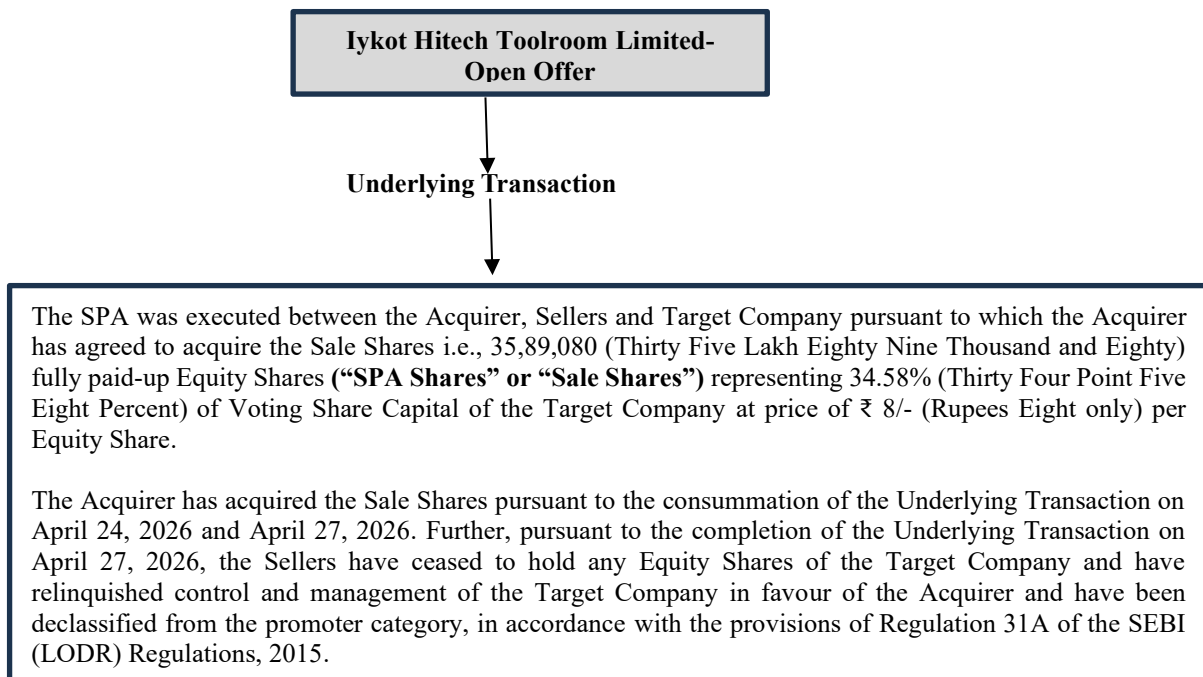 Iykot Hitech Toolroom Limited-
Open Offer
Underlying Transaction
The SPA was executed between the Acquirer, Sellers and Target Company pursuant to which the Acquirer
has agreed to acquire the Sale Shares i.e., 35,89,080 (Thirty Five Lakh Eighty Nine Thousand and Eighty)
fully paid-up Equity Shares (“SPA Shares” or “Sale Shares”) representing 34.58% (Thirty Four Point Five
Eight Percent) of Voting Share Capital of the Target Company at price of ₹ 8/- (Rupees Eight only) per
Equity Share.
The Acquirer has acquired the Sale Shares pursuant to the consummation of the Underlying Transaction on
April 24, 2026 and April 27, 2026. Further, pursuant to the completion of the Underlying Transaction on
April 27, 2026, the Sellers have ceased to hold any Equity Shares of the Target Company and have
relinquished control and management of the Target Company in favour of the Acquirer and have been
declassified from the promoter category, in accordance with the provisions of Regulation 31A of the SEBI
(LODR) Regulations, 2015.